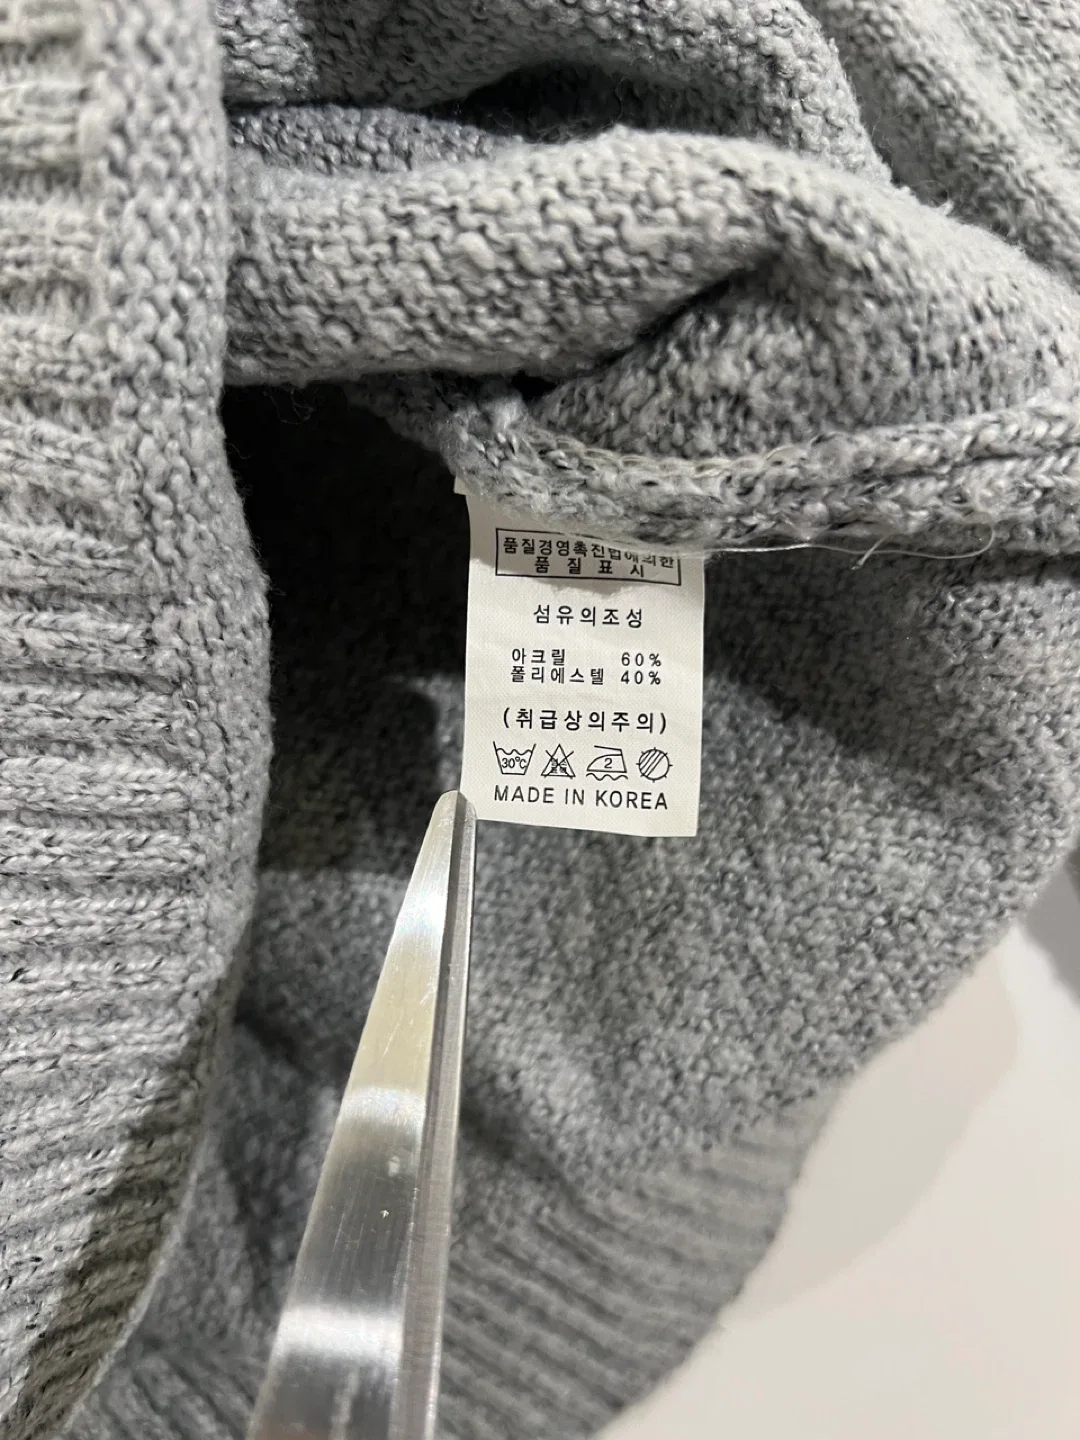 품질경영촉진법에의한
품 질 표 시
섬유의조성
아크릴 60%
폴리에스텔 40%
(취급상의주의)
30℃ 2
MADE IN KOREA